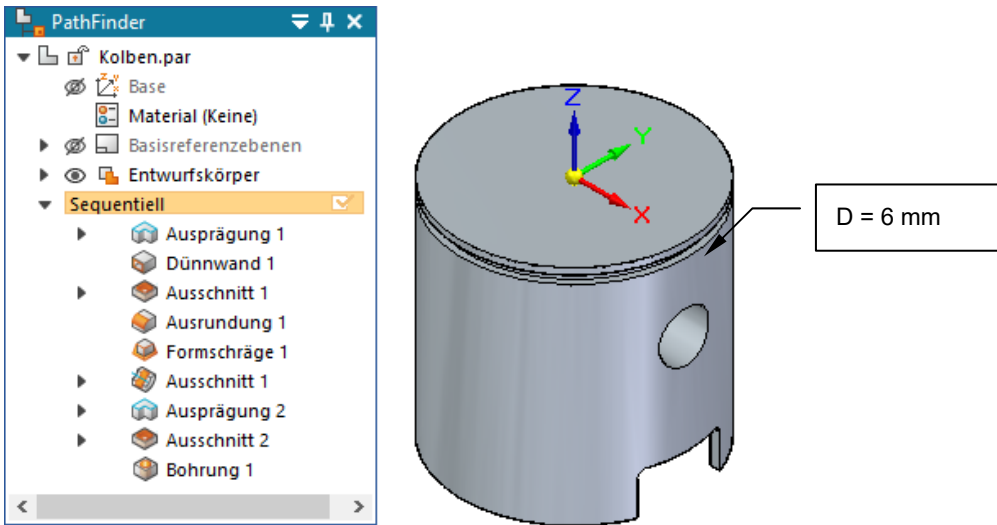 PathFinder
Kolben.par
Base
Material (Keine)
Basisreferenzebenen
Entwurfskörper
Sequentiell
Ausprägung 1
Dünnwand 1
Ausschnitt 1
Ausrundung 1
Formschräge 1
Ausschnitt 1
Ausprägung 2
Ausschnitt 2
Bohrung 1
Z
Y
X
D = 6 mm